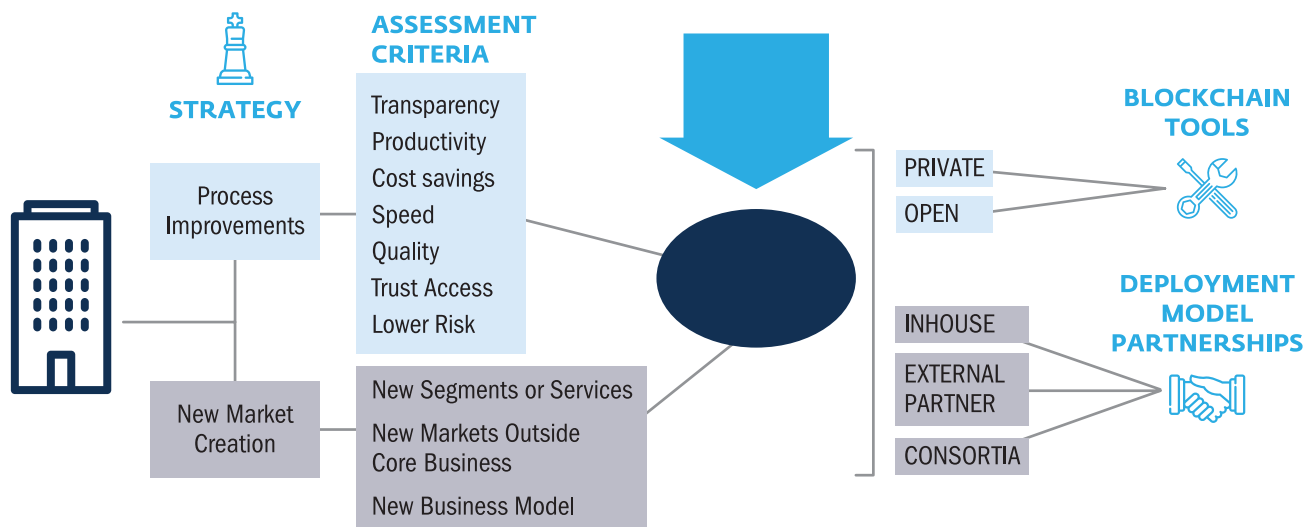 STRATEGY
Process
Improvements
New Market
Creation
ASSESSMENT
CRITERIA
Transparency
Productivity
Cost savings
Speed
Quality
Trust Access
Lower Risk
New Segments or Services
New Markets Outside
Core Business
New Business Model
PRIVATE
OPEN
BLOCKCHAIN
TOOLS
INHOUSE
EXTERNAL
PARTNER
CONSORTIA
DEPLOYMENT
MODEL
PARTNERSHIPS